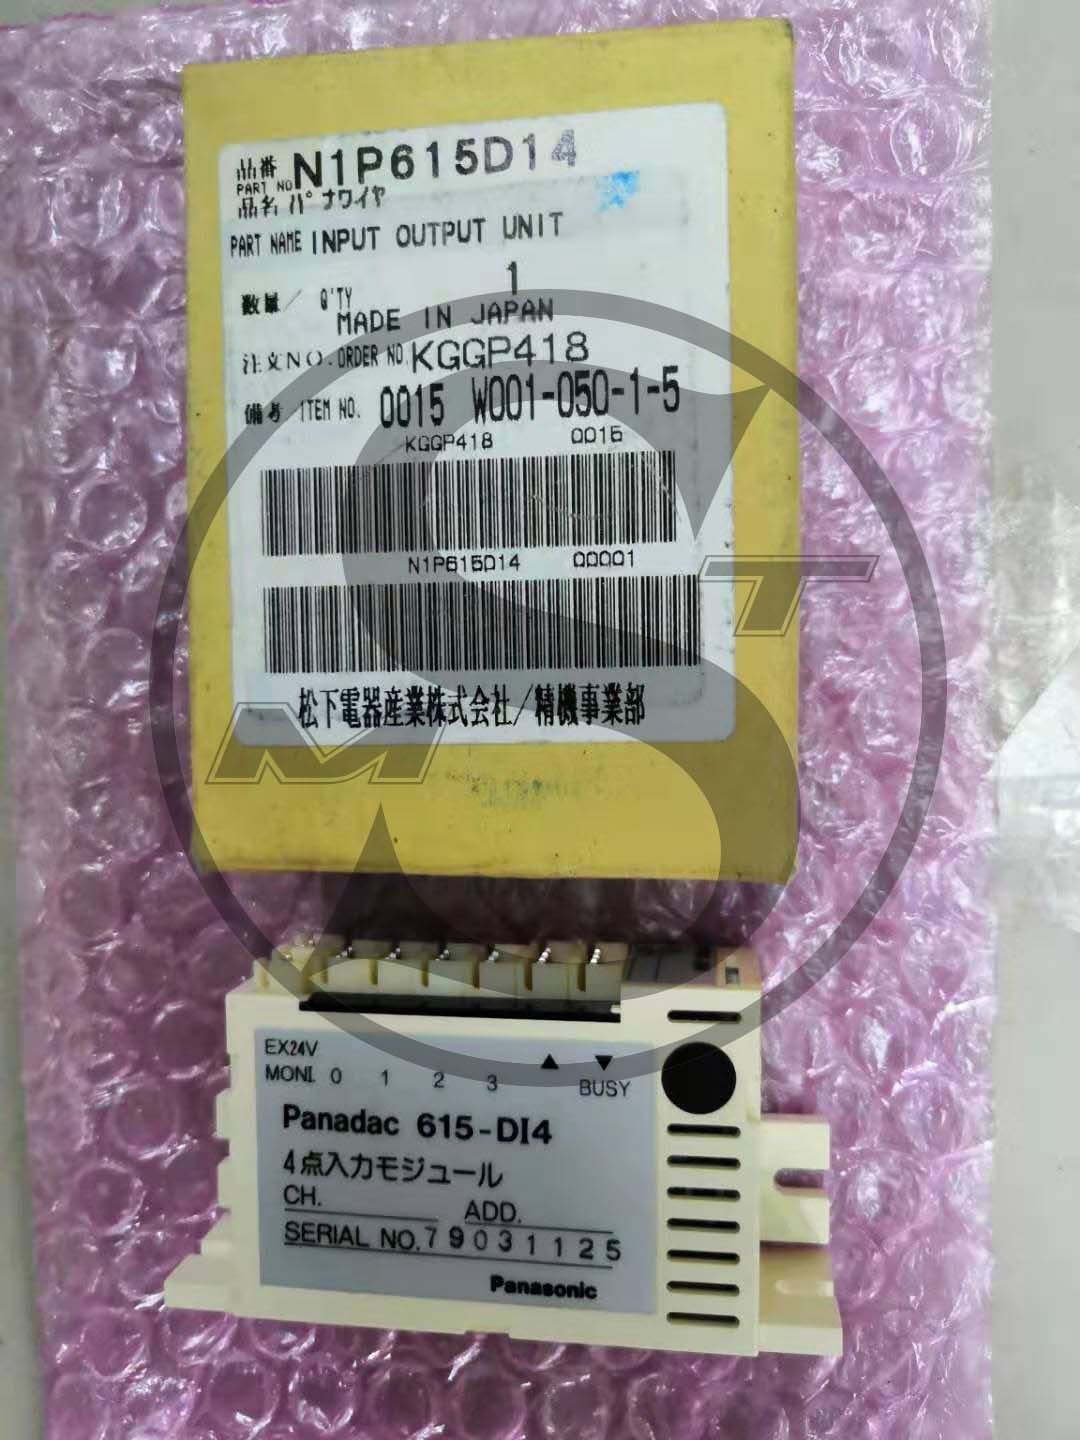 品番 PART NO N1P615D14
品名 パナワイヤ
PART NAME INPUT OUTPUT UNIT
数量/ Q'TY 1
MADE IN JAPAN
注文NO. ORDER NO. KGGP418
備考 ITEM NO. 0015 W001-050-1-5
KGGP418 0015
N1P615D14 00001
松下電器産業株式会社/精機事業部
SMT
EX24V
MONI. 0 1 2 3 ▲ ▼ BUSY
Panadac 615-DI4
4点入力モジュール
CH. ADD.
SERIAL NO. 79031125
Panasonic